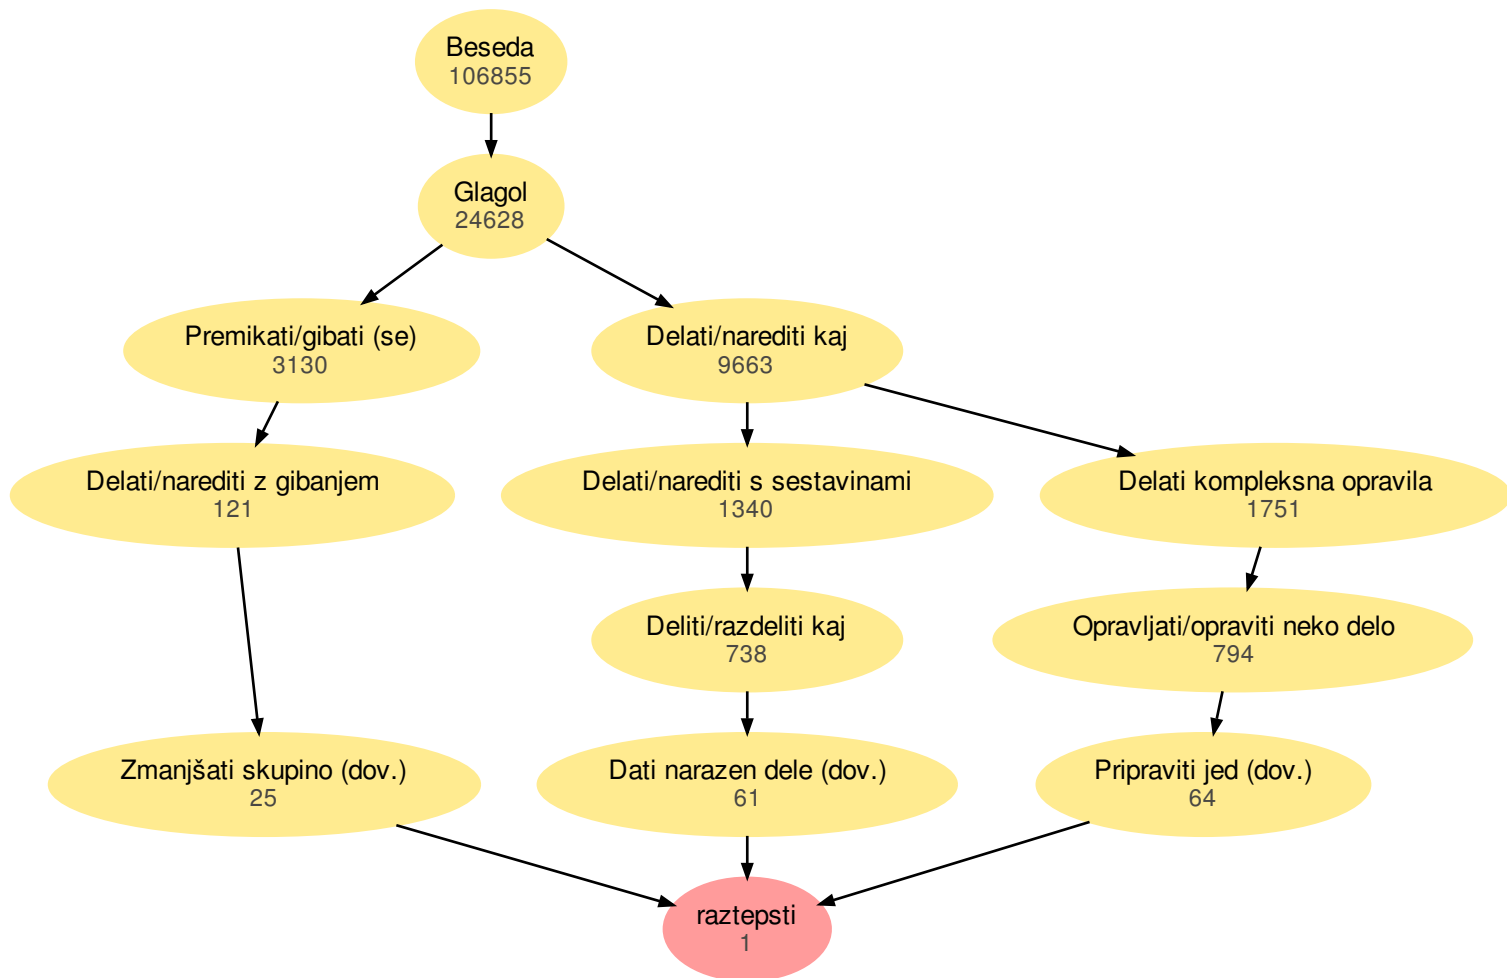 Beseda
106855
Glagol
24628
Premikati/gibati (se)
3130
Delati/narediti kaj
9663
Delati/narediti z gibanjem
121
Delati/narediti s sestavinami
1340
Delati kompleksna opravila
1751
Deliti/razdeliti kaj
738
Opravljati/opraviti neko delo
794
Zmanjšati skupino (dov.)
25
Dati narazen dele (dov.)
61
Pripraviti jed (dov.)
64
raztepsti
1